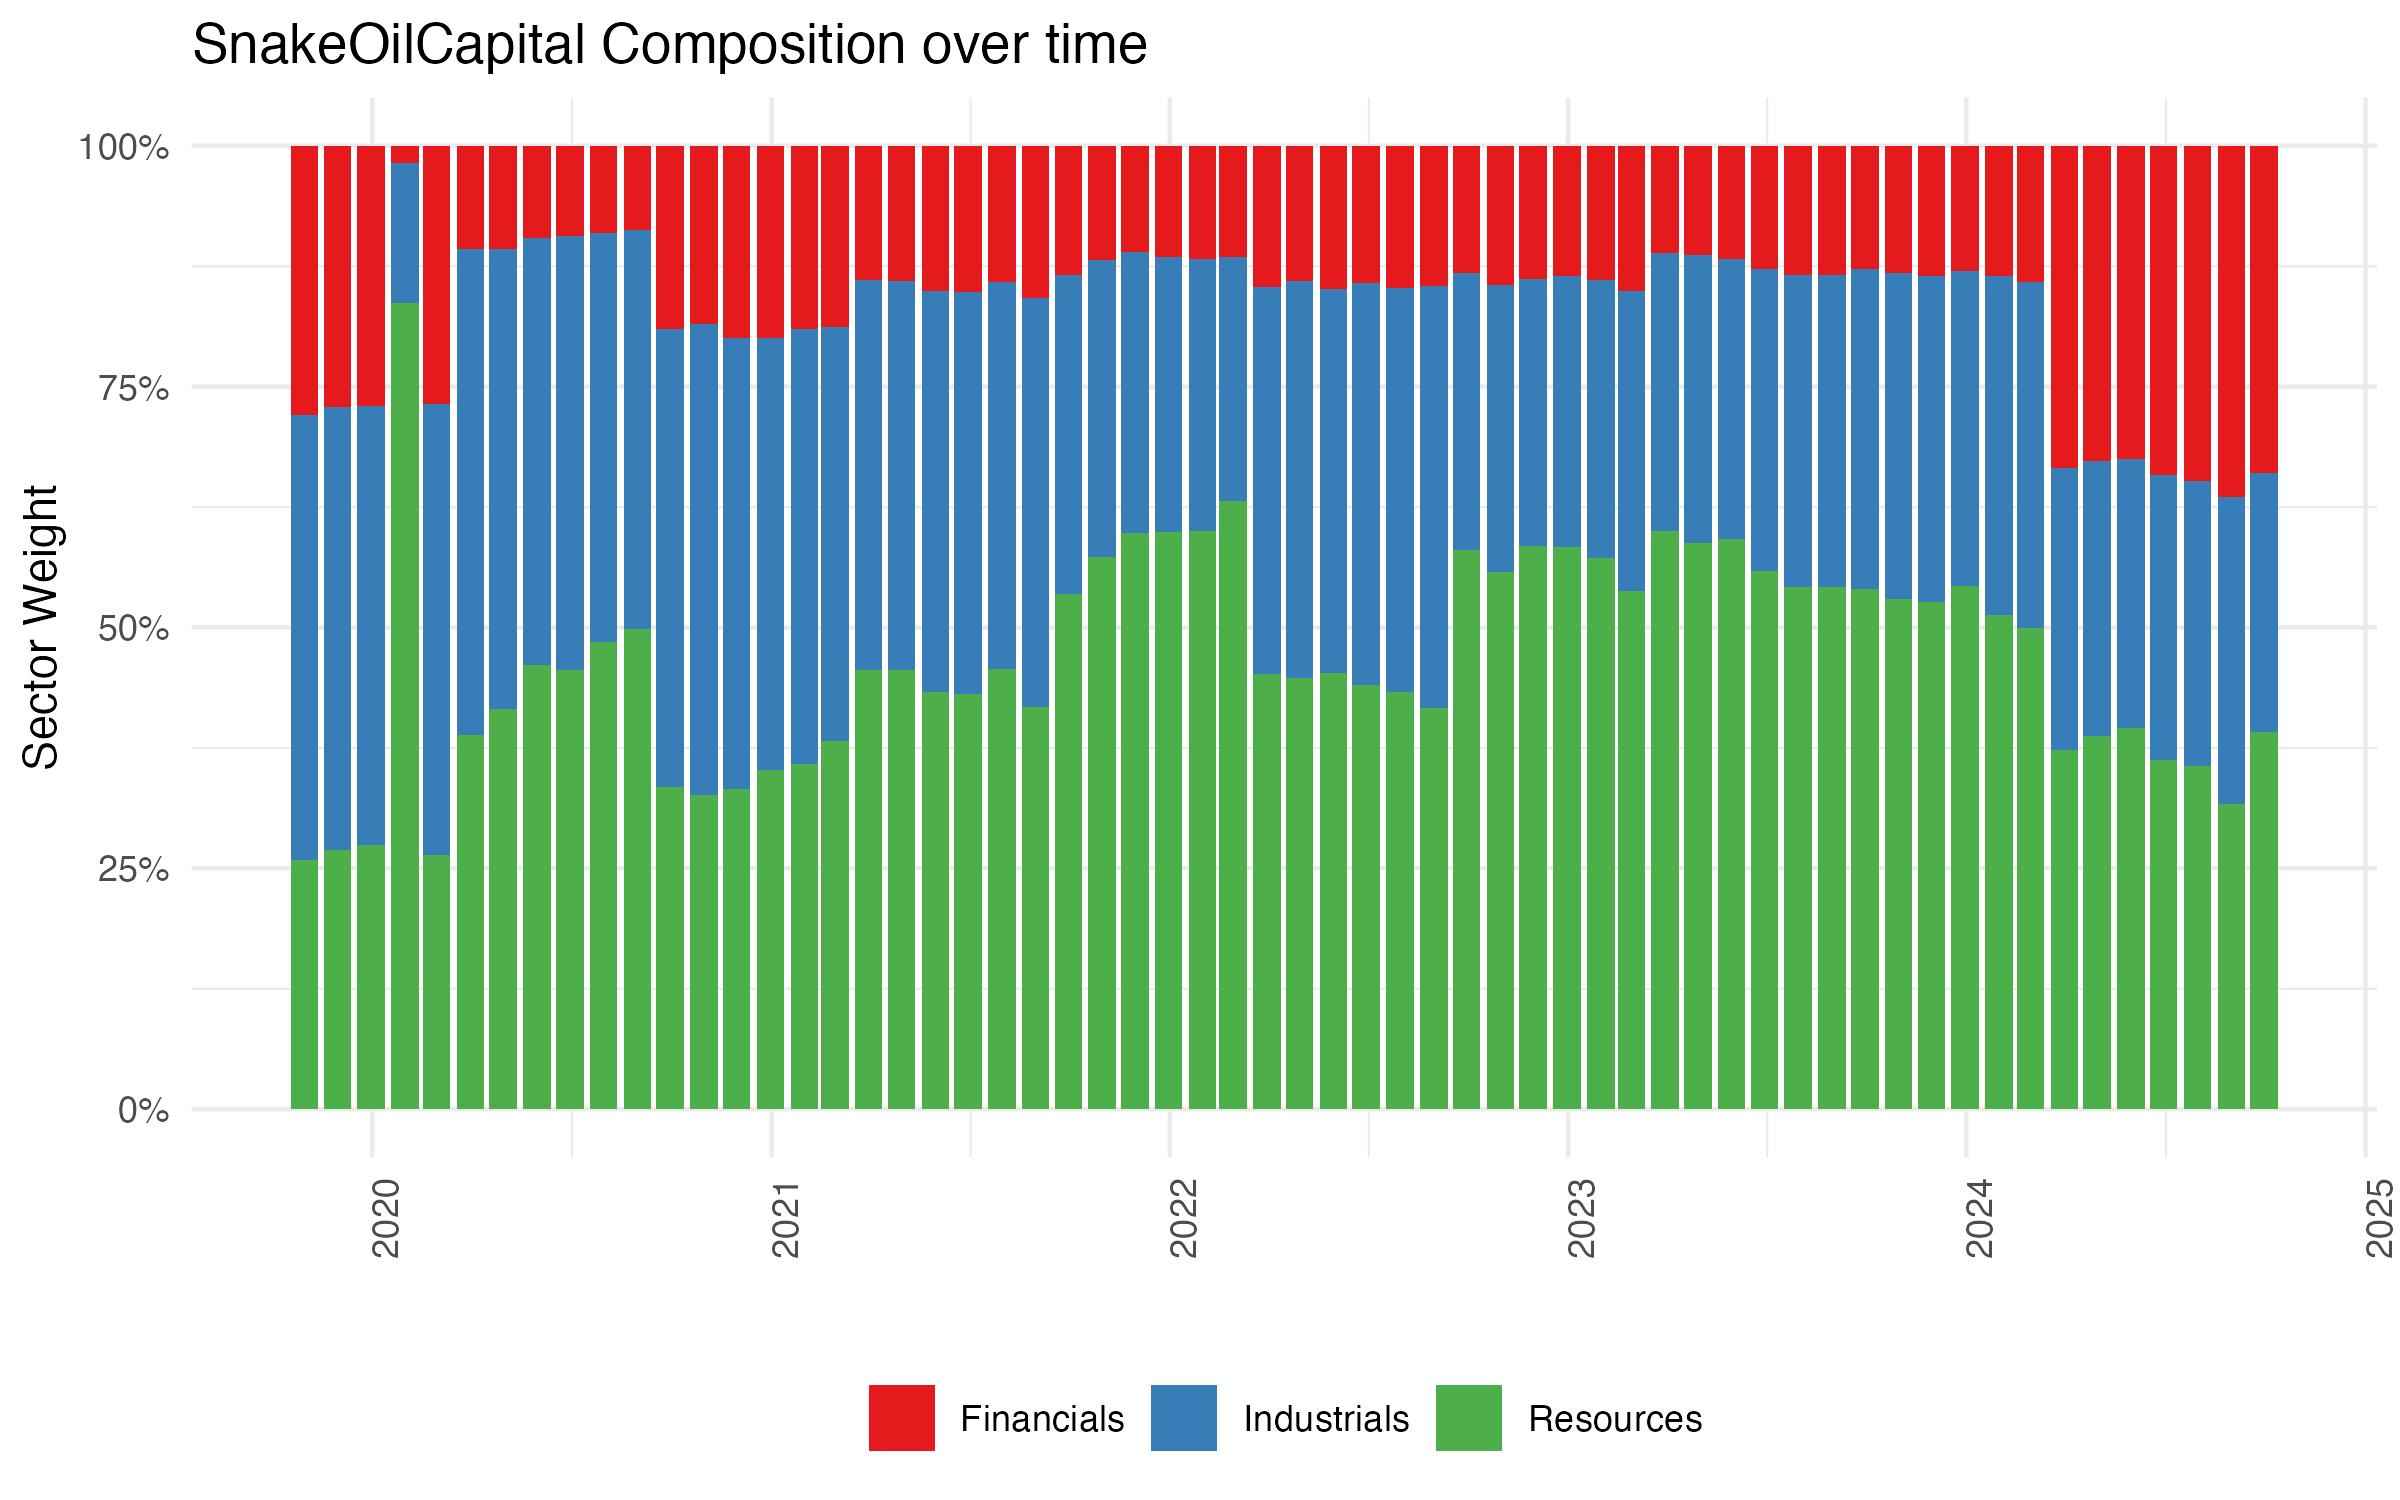 SnakeOilCapital Composition over time
Sector Weight
100%
75%
50%
25%
0%
2020
2021
2022
2023
2024
2025
Financials
Industrials
Resources